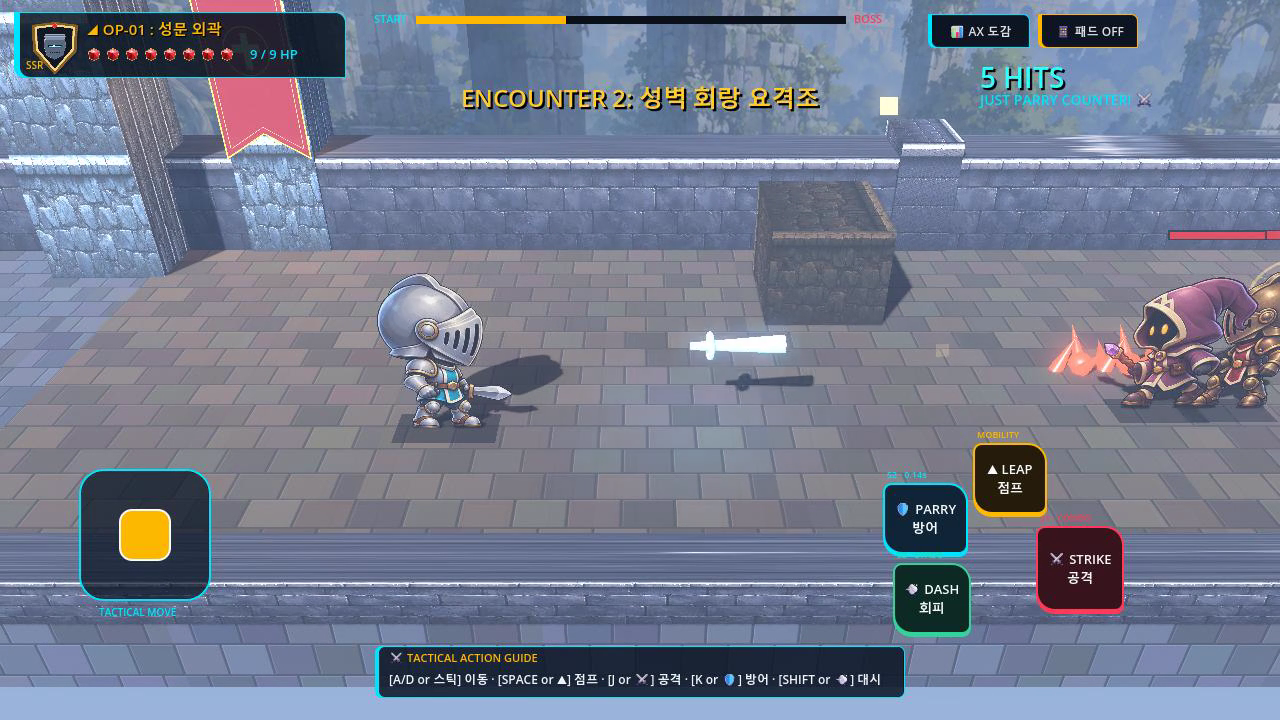 ◢ OP-01 : 성문 외곽
9 / 9 HP
SSR
START
BOSS
📊 AX 도감
패드 OFF
5 HITS
JUST PARRY COUNTER! ⚔
ENCOUNTER 2: 성벽 회랑 요격조
MOBILITY
▲ LEAP
점프
S2 · 0.14s
🛡 PARRY
방어
⚔ STRIKE
공격
DASH
회피
TACTICAL MOVE
⚔ TACTICAL ACTION GUIDE
[A/D or 스틱] 이동 · [SPACE or ▲] 점프 · [J or ⚔] 공격 · [K or 🛡] 방어 · [SHIFT or 💨] 대시